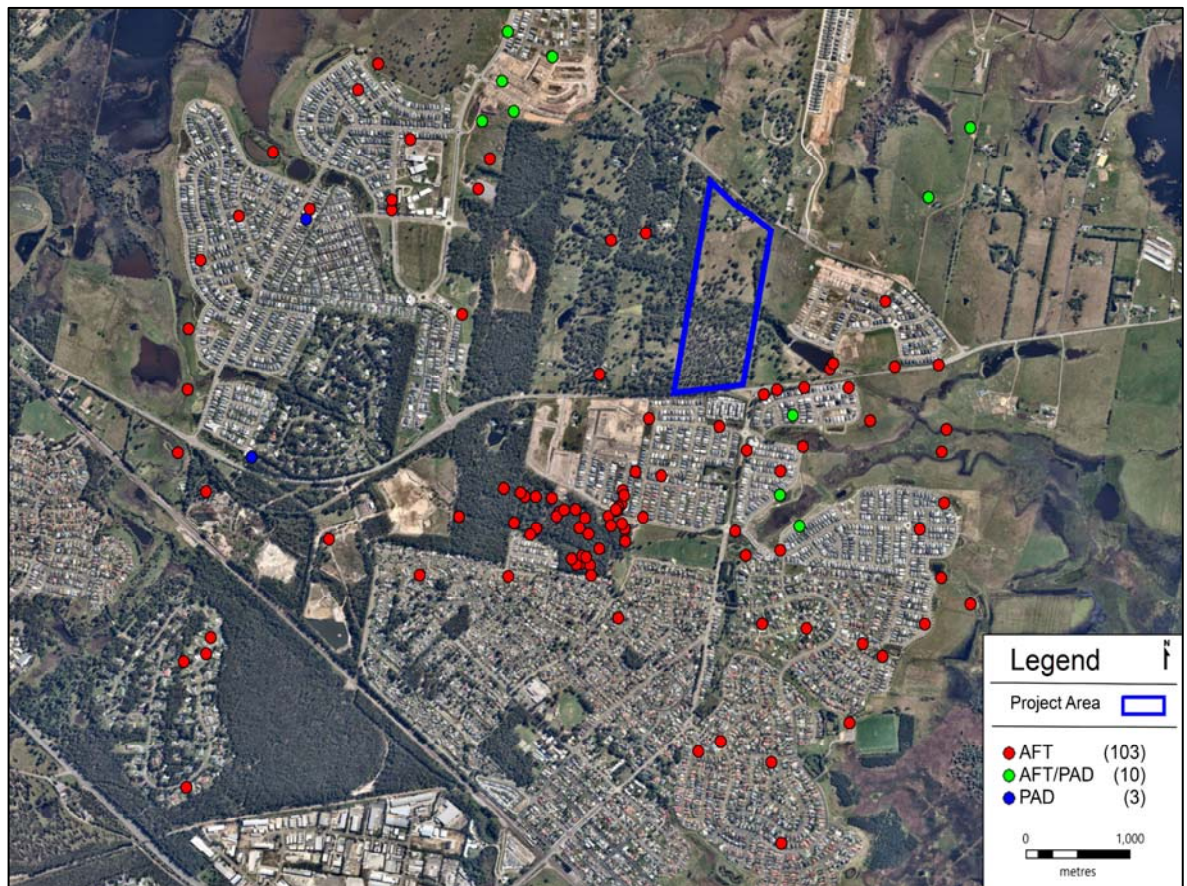 N
Legend
Project Area
AFT (103)
AFT/PAD (10)
PAD (3)
0 1,000
metres